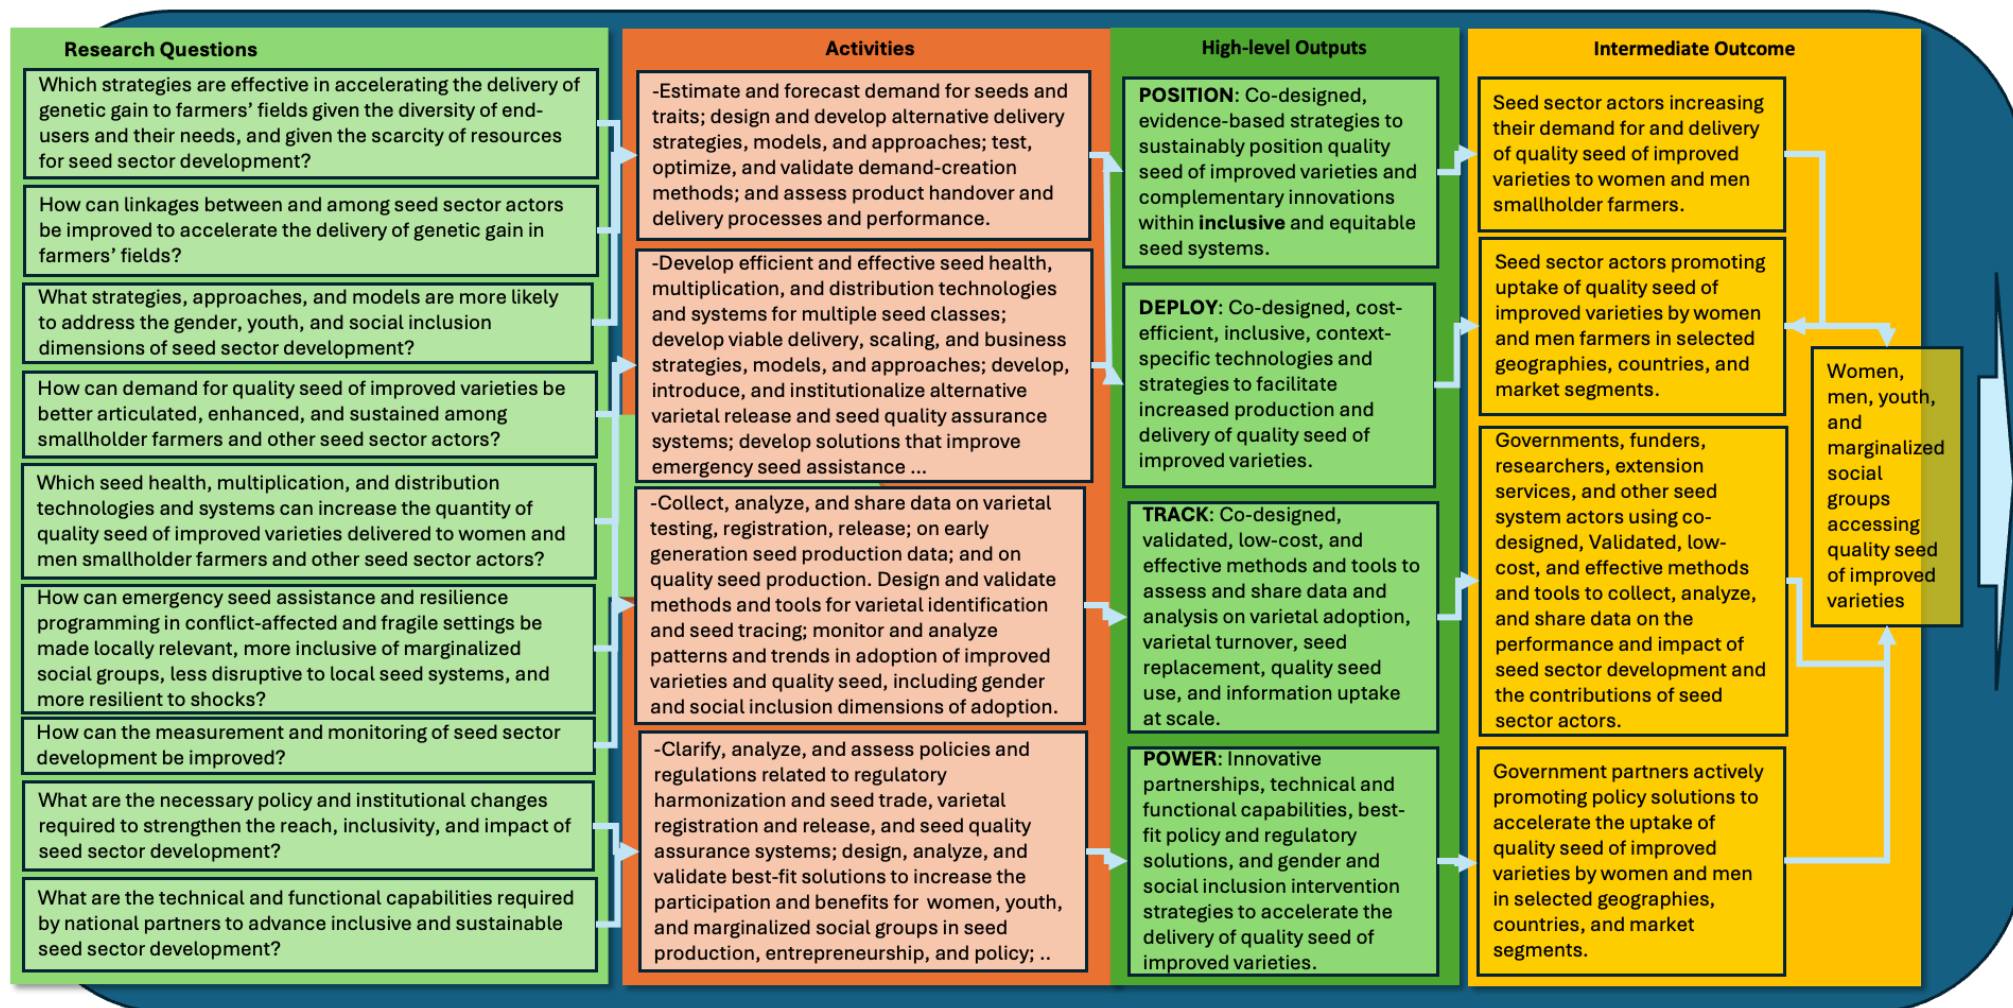 Research Questions
Which strategies are effective in accelerating the delivery of
genetic gain to farmers’ fields given the diversity of end-
users and their needs, and given the scarcity of resources
for seed sector development?
How can linkages between and among seed sector actors
be improved to accelerate the delivery of genetic gain in
farmers’ fields?
What strategies, approaches, and models are more likely
to address the gender, youth, and social inclusion
dimensions of seed sector development?
How can demand for quality seed of improved varieties be
better articulated, enhanced, and sustained among
smallholder farmers and other seed sector actors?
Which seed health, multiplication, and distribution
technologies and systems can increase the quantity of
quality seed of improved varieties delivered to women and
men smallholder farmers and other seed sector actors?
How can emergency seed assistance and resilience
programming in conflict-affected and fragile settings be
made locally relevant, more inclusive of marginalized
social groups, less disruptive to local seed systems, and
more resilient to shocks?
How can the measurement and monitoring of seed sector
development be improved?
What are the necessary policy and institutional changes
required to strengthen the reach, inclusivity, and impact of
seed sector development?
What are the technical and functional capabilities required
by national partners to advance inclusive and sustainable
seed sector development?
Activities
-Estimate and forecast demand for seeds and
traits; design and develop alternative delivery
strategies, models, and approaches; test,
optimize, and validate demand-creation
methods; and assess product handover and
delivery processes and performance.
-Develop efficient and effective seed health,
multiplication, and distribution technologies
and systems for multiple seed classes;
develop viable delivery, scaling, and business
strategies, models, and approaches; develop,
introduce, and institutionalize alternative
varietal release and seed quality assurance
systems; develop solutions that improve
emergency seed assistance ...
-Collect, analyze, and share data on varietal
testing, registration, release; on early
generation seed production data; and on
quality seed production. Design and validate
methods and tools for varietal identification
and seed tracing; monitor and analyze
patterns and trends in adoption of improved
varieties and quality seed, including gender
and social inclusion dimensions of adoption.
-Clarify, analyze, and assess policies and
regulations related to regulatory
harmonization and seed trade, varietal
registration and release, and seed quality
assurance systems; design, analyze, and
validate best-fit solutions to increase the
participation and benefits for women, youth,
and marginalized social groups in seed
production, entrepreneurship, and policy; ..
High-level Outputs
POSITION: Co-designed,
evidence-based strategies to
sustainably position quality
seed of improved varieties and
complementary innovations
within inclusive and equitable
seed systems.
DEPLOY: Co-designed, cost-
efficient, inclusive, context-
specific technologies and
strategies to facilitate
increased production and
delivery of quality seed of
improved varieties.
TRACK: Co-designed,
validated, low-cost, and
effective methods and tools to
assess and share data and
analysis on varietal adoption,
varietal turnover, seed
replacement, quality seed
use, and information uptake
at scale.
POWER: Innovative
partnerships, technical and
functional capabilities, best-
fit policy and regulatory
solutions, and gender and
social inclusion intervention
strategies to accelerate the
delivery of quality seed of
improved varieties.
Intermediate Outcome
Seed sector actors increasing
their demand for and delivery
of quality seed of improved
varieties to women and men
smallholder farmers.
Seed sector actors promoting
uptake of quality seed of
improved varieties by women
and men farmers in selected
geographies, countries, and
market segments.
Governments, funders,
researchers, extension
services, and other seed
system actors using co-
designed, Validated, low-
cost, and effective methods
and tools to collect, analyze,
and share data on the
performance and impact of
seed sector development and
the contributions of seed
sector actors.
Government partners actively
promoting policy solutions to
accelerate the uptake of
quality seed of improved
varieties by women and men
in selected geographies,
countries, and market
segments.
Women,
men, youth,
and
marginalized
social
groups
accessing
quality seed
of improved
varieties